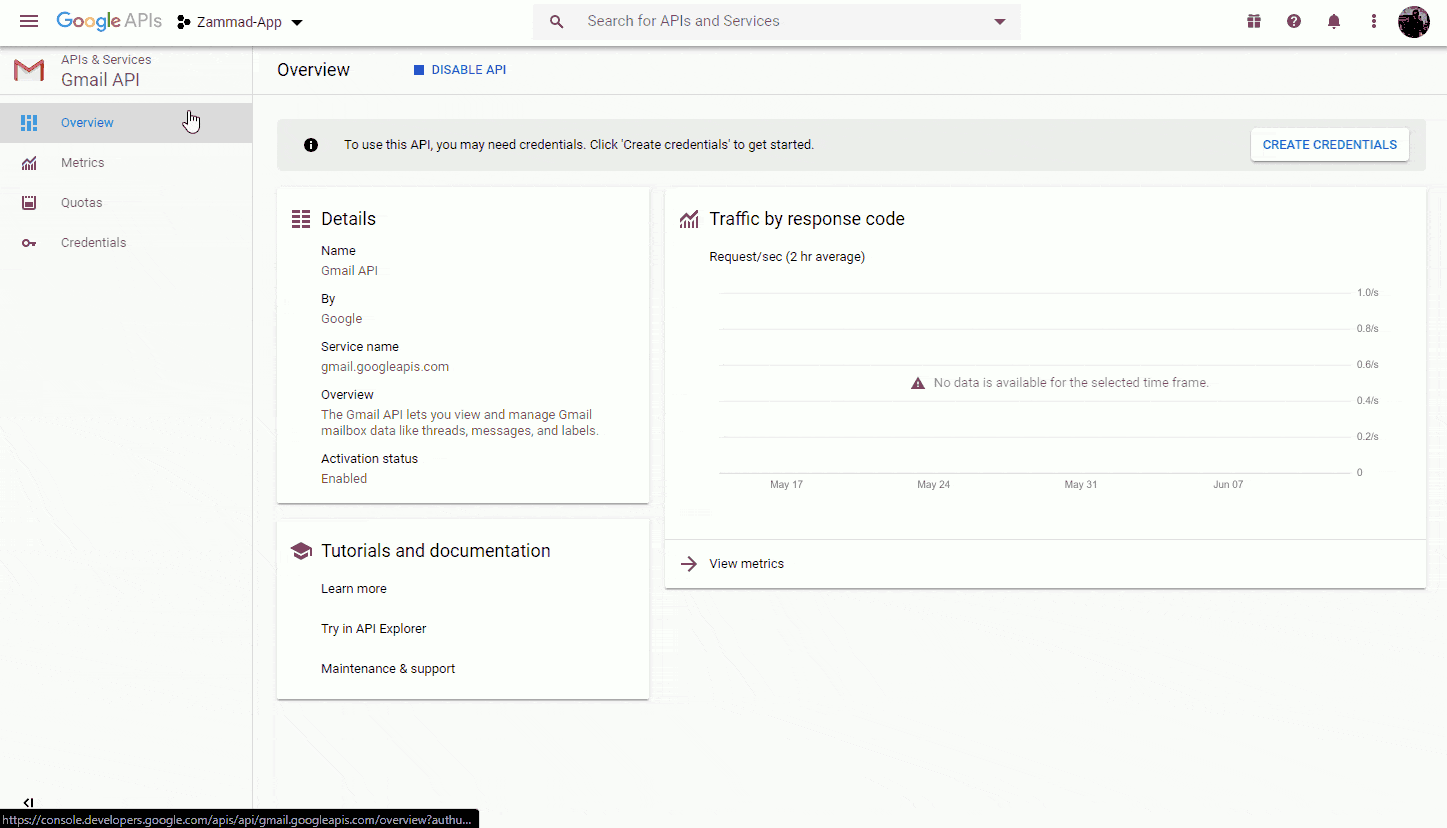 Google APIs
Zammad-App
Search for APIs and Services
APIs & Services
Gmail API
Overview
DISABLE API
Overview
Metrics
Quotas
Credentials
To use this API, you may need credentials. Click 'Create credentials' to get started.
CREATE CREDENTIALS
Details
Name
Gmail API
By
Google
Service name
gmail.googleapis.com
Overview
The Gmail API lets you view and manage Gmail
mailbox data like threads, messages, and labels.
Activation status
Enabled
Tutorials and documentation
Learn more
Try in API Explorer
Maintenance & support
Traffic by response code
Request/sec (2 hr average)
1.0/s
0.8/s
0.6/s
No data is available for the selected time frame.
0.4/s
0.2/s
0
May 17 May 24 May 31 Jun 07
View metrics
https://console.developers.google.com/apis/api/gmail.googleapis.com/overview?authu...